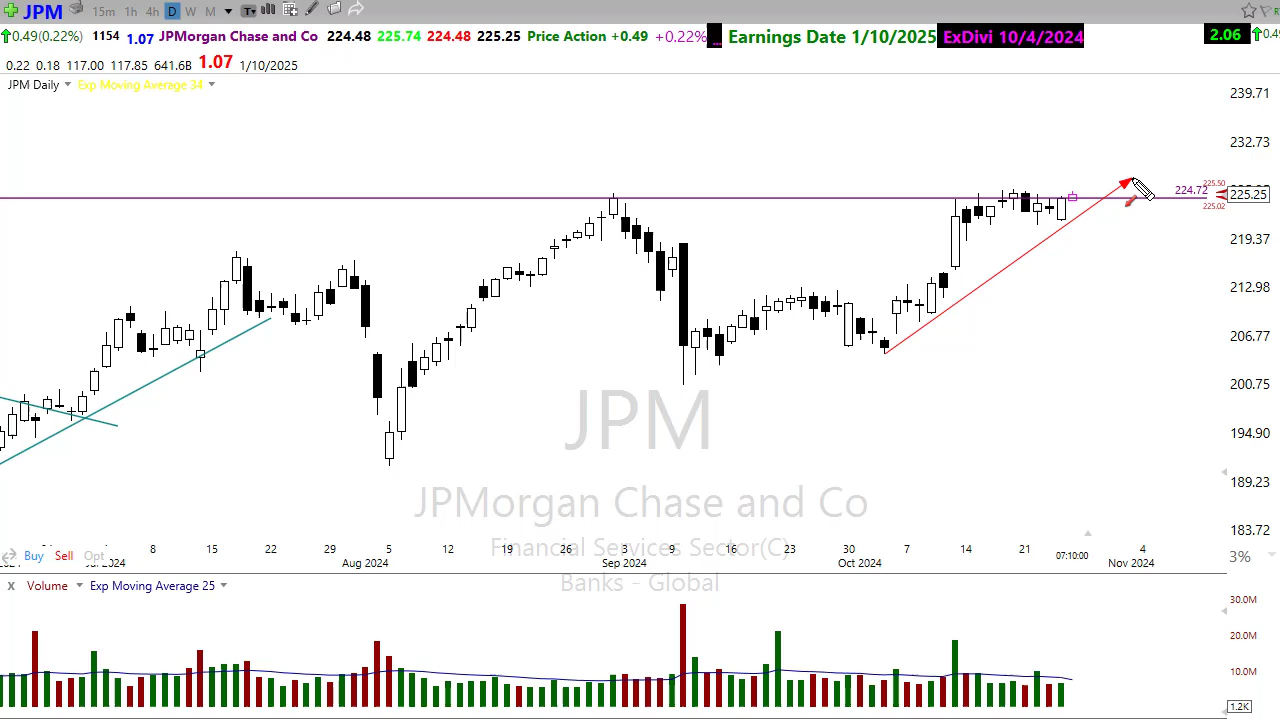 JPM 15m 1h 4h D W M T
0.49(0.22%) 1154 1.07 JPMorgan Chase and Co 224.48 225.74 224.48 225.25 Price Action +0.49 +0.22% ... Earnings Date 1/10/2025 ExDivi 10/4/2024 2.06
0.22 0.18 117.00 117.85 641.6B 1.07 1/10/2025
JPM Daily Exp Moving Average 34
239.71
232.73
224.72 225.50
225.25
225.02
219.37
212.98
206.77
200.75
194.90
189.23
183.72
JPM
JPMorgan Chase and Co
Financial Services Sector(C)
Banks - Global
Buy Sell Opt
8 15 22 29 5 12 19 26 3 9 16 23 30 7 14 21 07:10:00 4
3%
Jul 2024 Aug 2024 Sep 2024 Oct 2024 Nov 2024
X Volume Exp Moving Average 25
30.0M
20.0M
10.0M
1.2K